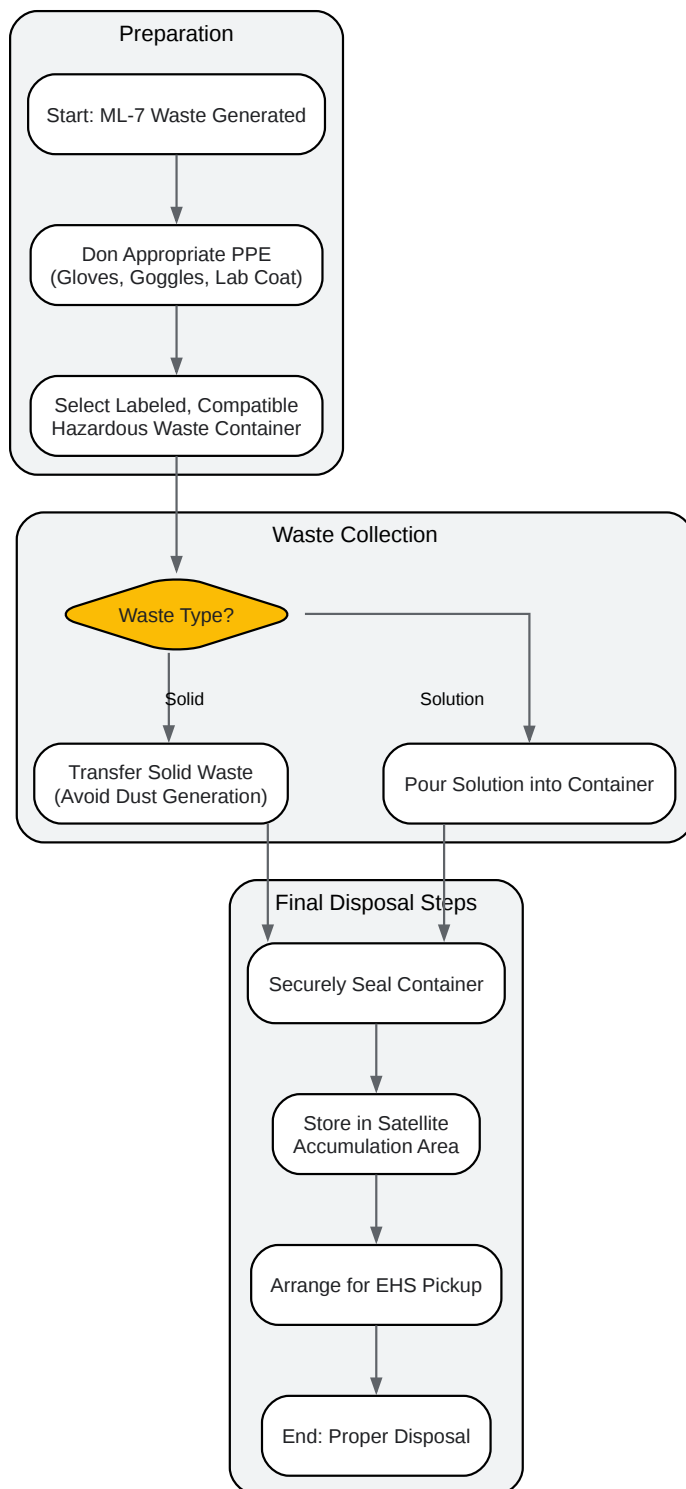 Preparation
Start: ML-7 Waste Generated
Don Appropriate PPE
(Gloves, Goggles, Lab Coat)
Select Labeled, Compatible
Hazardous Waste Container
Waste Collection
Waste Type?
Solid
Solution
Transfer Solid Waste
(Avoid Dust Generation)
Pour Solution into Container
Final Disposal Steps
Securely Seal Container
Store in Satellite
Accumulation Area
Arrange for EHS Pickup
End: Proper Disposal